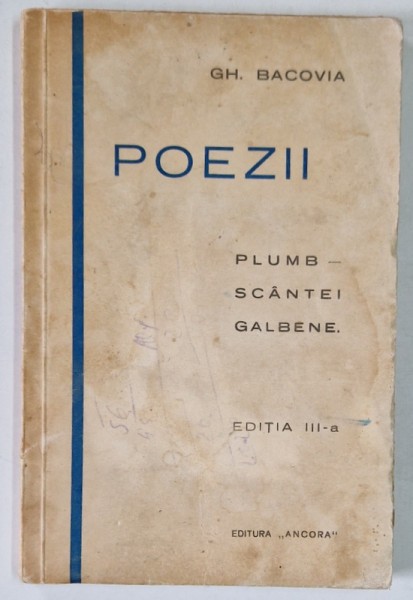 GH. BACOVIA
POEZII
PLUMB —
SCÂNTEI
GALBENE.
EDIȚIA III-a
EDITURA „ANCORA"